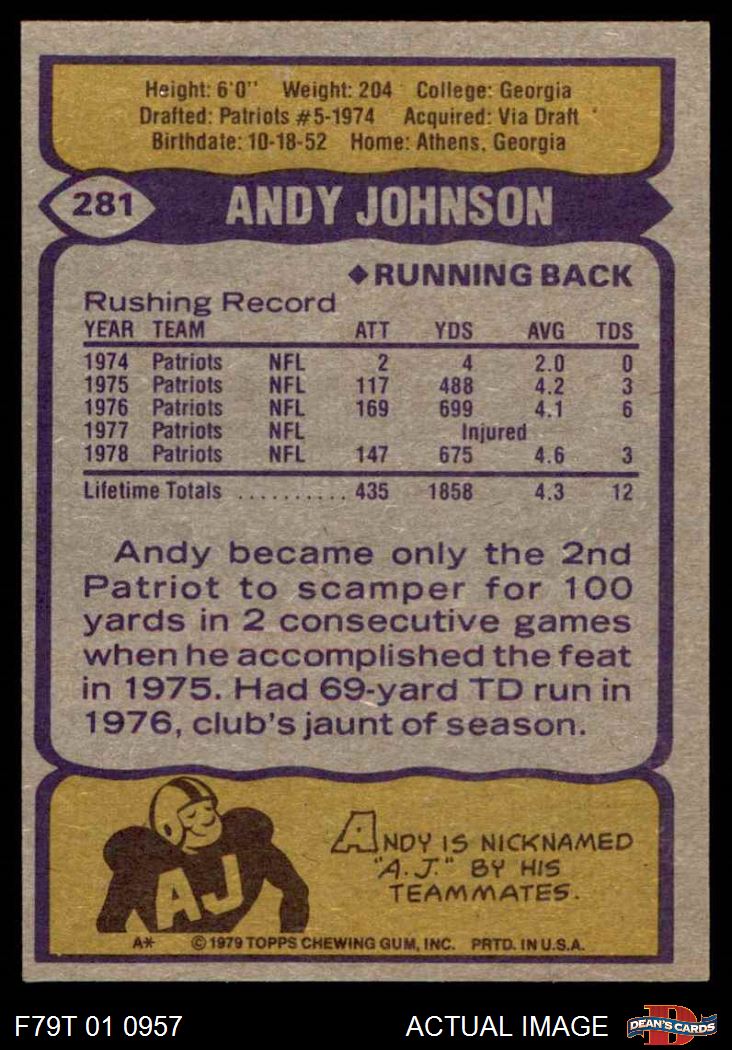 Height: 6'0" Weight: 204 College: Georgia
Drafted: Patriots #5-1974 Acquired: Via Draft
Birthdate: 10-18-52 Home: Athens, Georgia
281 ANDY JOHNSON
◆RUNNING BACK
Rushing Record
YEAR TEAM ATT YDS AVG TDS
1974 Patriots NFL 2 4 2.0 0
1975 Patriots NFL 117 488 4.2 3
1976 Patriots NFL 169 699 4.1 6
1977 Patriots NFL Injured
1978 Patriots NFL 147 675 4.6 3
Lifetime Totals .......... 435 1858 4.3 12
Andy became only the 2nd
Patriot to scamper for 100
yards in 2 consecutive games
when he accomplished the feat
in 1975. Had 69-yard TD run in
1976, club's jaunt of season.
AJ
ANDY IS NICKNAMED
"A.J." BY HIS
TEAMMATES.
A* © 1979 TOPPS CHEWING GUM, INC. PRTD. IN U.S.A.
F79T 01 0957 ACTUAL IMAGE D DEAN'S CARDS